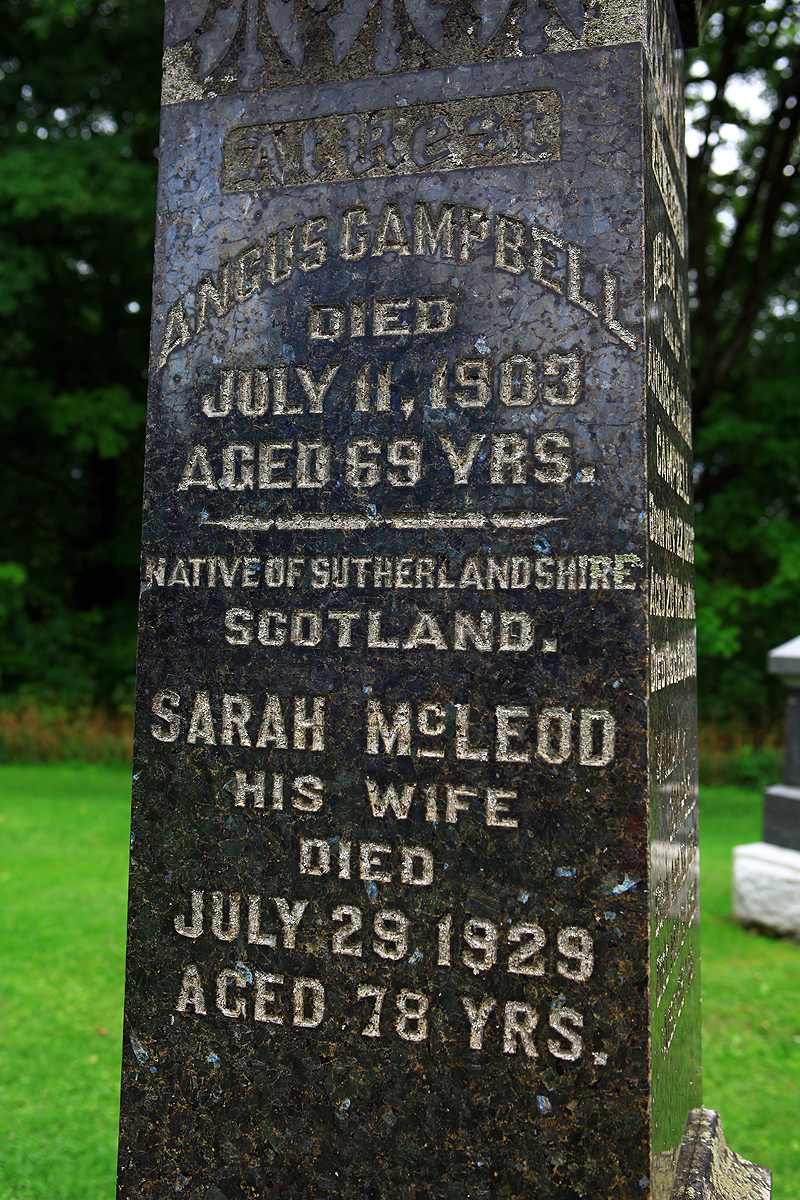 At Rest
ANGUS CAMPBELL
DIED
JULY 11, 1903
AGED 69 YRS.
NATIVE OF SUTHERLANDSHIRE
SCOTLAND.
SARAH McLEOD
HIS WIFE
DIED
JULY 29 1929
AGED 78 YRS.